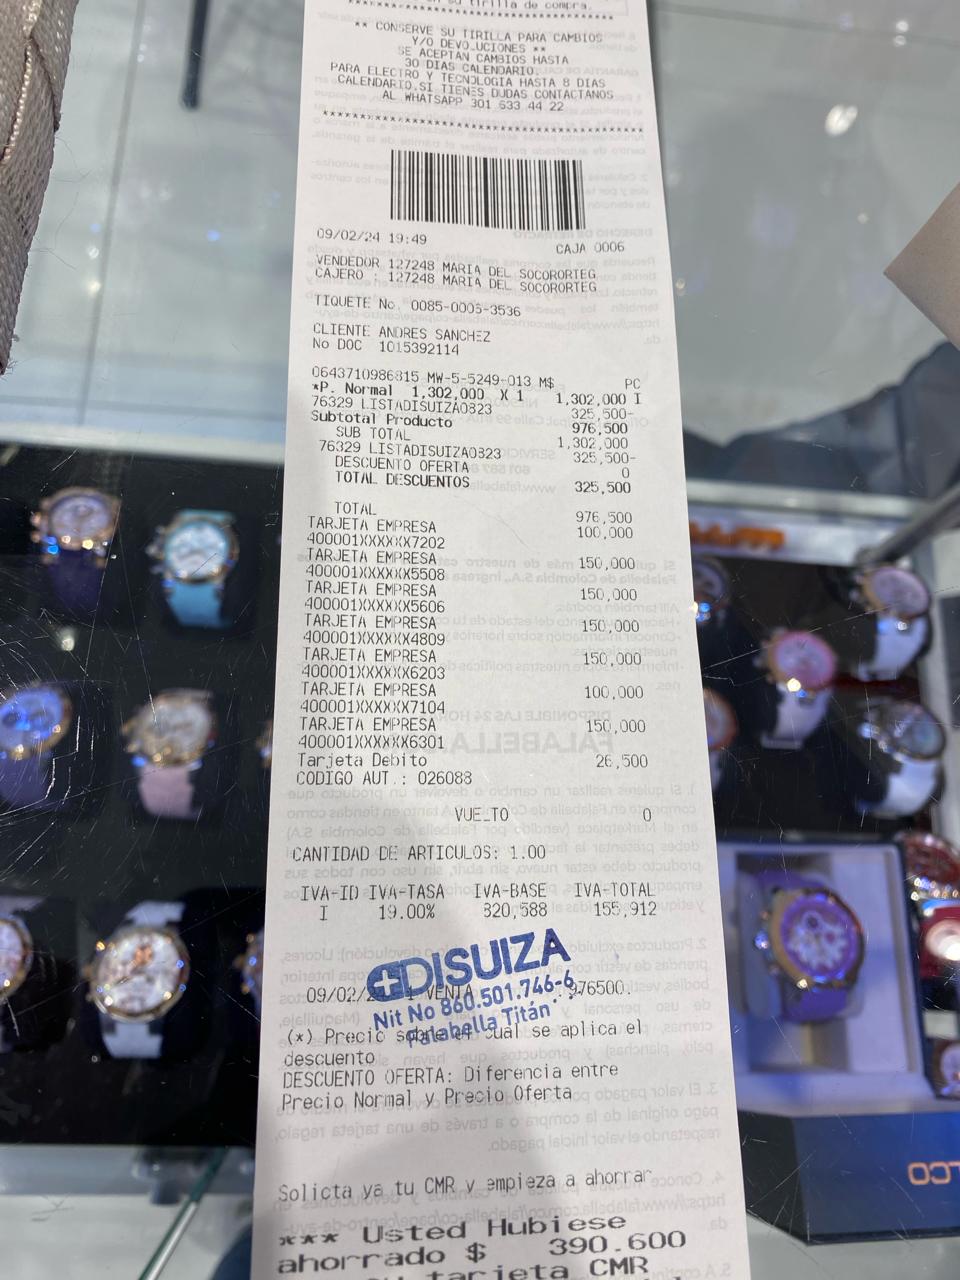 su tirilla de compra.
** CONSERVE SU TIRILLA PARA CAMBIOS
Y/O DEVOLUCIONES **
SE ACEPTAN CAMBIOS HASTA
30 DIAS CALENDARIO.
PARA ELECTRO Y TECNOLOGIA HASTA 8 DIAS
CALENDARIO.SI TIENES DUDAS CONTACTANOS
AL WHATSAPP 301 633 44 22
09/02/24 19:49 CAJA 0006
VENDEDOR 127248 MARIA DEL SOCORORTEG
CAJERO : 127248 MARIA DEL SOCORORTEG
TIQUETE No. 0085-0005-3536
CLIENTE ANDRES SANCHEZ
No DOC 1015392114
0643710986815 MW-5-5249-013 M$ PC
*P. Normal 1,302,000 X 1 1,302,000 I
76329 LISTADISUIZA0823 325,500-
Subtotal Producto 976,500
SUB TOTAL 1,302,000
76329 LISTADISUIZA0823 325,500-
DESCUENTO OFERTA 0
TOTAL DESCUENTOS 325,500
TOTAL 976,500
TARJETA EMPRESA 100,000
400001XXXXXX7202
TARJETA EMPRESA 150,000
400001XXXXXX5508
TARJETA EMPRESA 150,000
400001XXXXXX5606
TARJETA EMPRESA 150,000
400001XXXXXX4809
TARJETA EMPRESA 150,000
400001XXXXXX6203
TARJETA EMPRESA 100,000
400001XXXXXX7104
TARJETA EMPRESA 150,000
400001XXXXXX6301
Tarjeta Debito 26,500
CODIGO AUT.: 026088
VUELTO 0
CANTIDAD DE ARTICULOS: 1.00
IVA-ID IVA-TASA IVA-BASE IVA-TOTAL
I 19.00% 820,588 155,912
DISUIZA
09/02/24 1 VENTA 976500.
Nit No 860.501.746-6
Falabella Titán
(*) Precio sobre el cual se aplica el
descuento
DESCUENTO OFERTA: Diferencia entre
Precio Normal y Precio Oferta
Solicta ya tu CMR y empieza a ahorrar
*** Usted Hubiese
ahorrado $ 390.600
tarjeta CMR